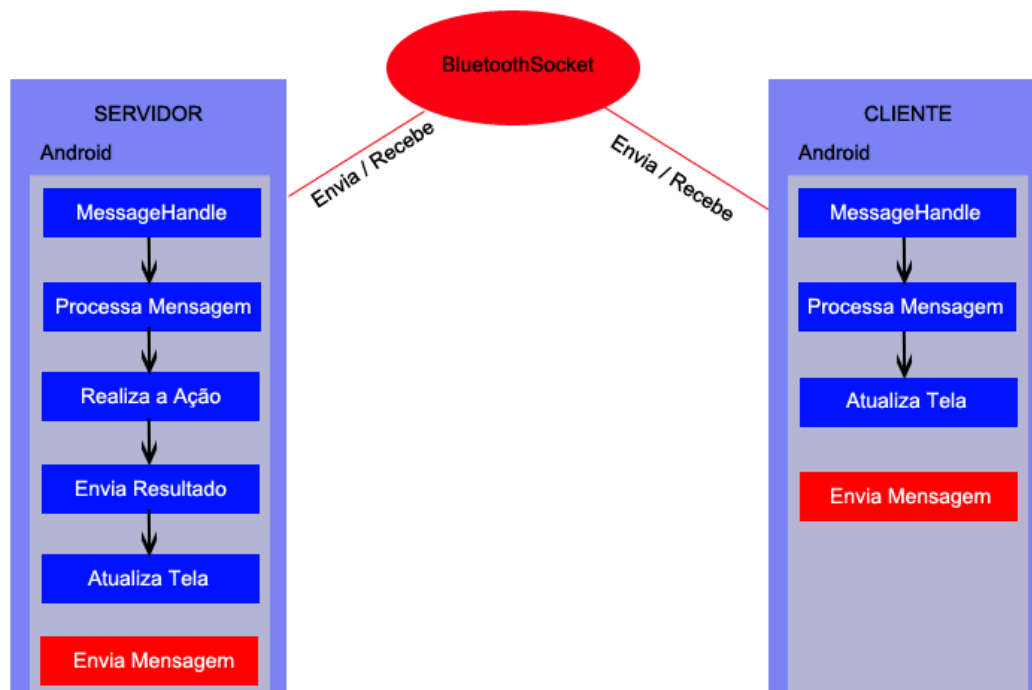 BluetoothSocket
Envia / Recebe
Envia / Recebe
SERVIDOR
Android
MessageHandle
Processa Mensagem
Realiza a Ação
Envia Resultado
Atualiza Tela
Envia Mensagem
CLIENTE
Android
MessageHandle
Processa Mensagem
Atualiza Tela
Envia Mensagem